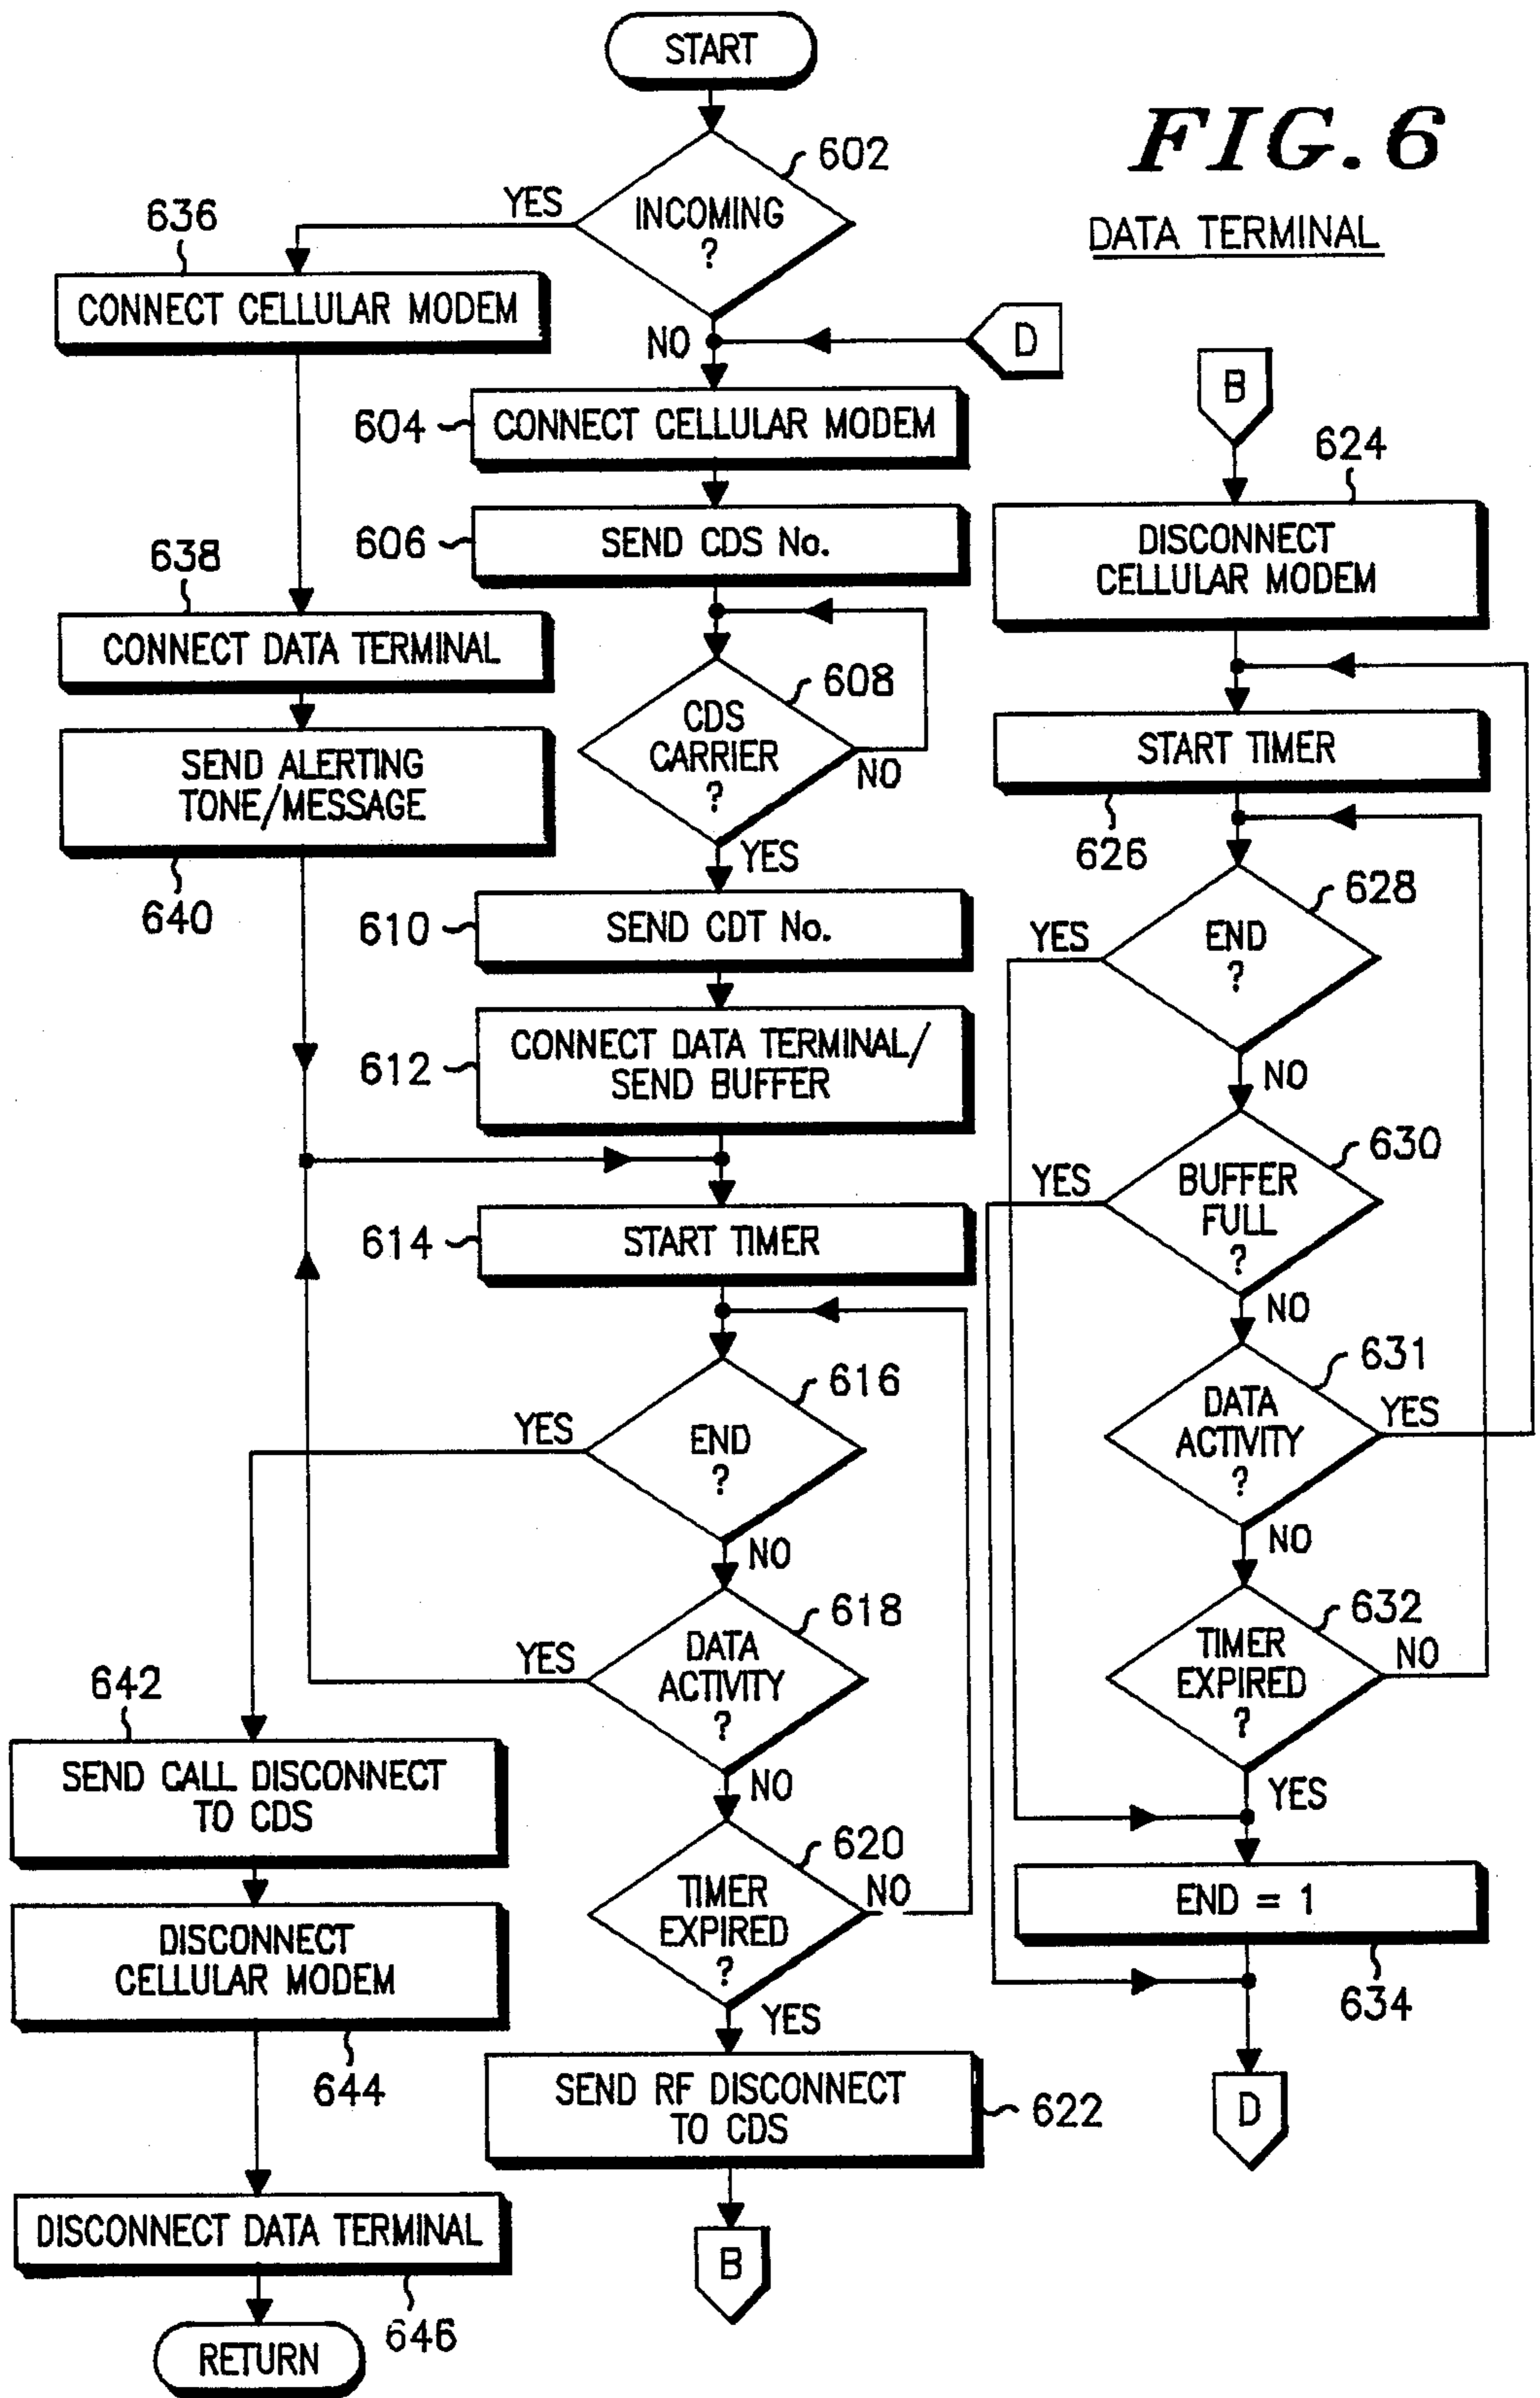 START
FIG. 6
DATA TERMINAL
602
INCOMING
?
YES
NO
D
636
CONNECT CELLULAR MODEM
638
CONNECT DATA TERMINAL
SEND ALERTING
TONE/MESSAGE
640
604
CONNECT CELLULAR MODEM
606
SEND CDS No.
608
CDS
CARRIER
?
NO
YES
610
SEND CDT No.
612
CONNECT DATA TERMINAL/
SEND BUFFER
614
START TIMER
616
END
?
YES
NO
618
DATA
ACTIVITY
?
YES
NO
620
TIMER
EXPIRED
?
NO
YES
SEND RF DISCONNECT
TO CDS
622
B
642
SEND CALL DISCONNECT
TO CDS
DISCONNECT
CELLULAR MODEM
644
DISCONNECT DATA TERMINAL
646
RETURN
B
624
DISCONNECT
CELLULAR MODEM
START TIMER
626
628
END
?
YES
NO
630
BUFFER
FULL
?
YES
NO
631
DATA
ACTIVITY
?
YES
NO
632
TIMER
EXPIRED
?
NO
YES
END = 1
634
D